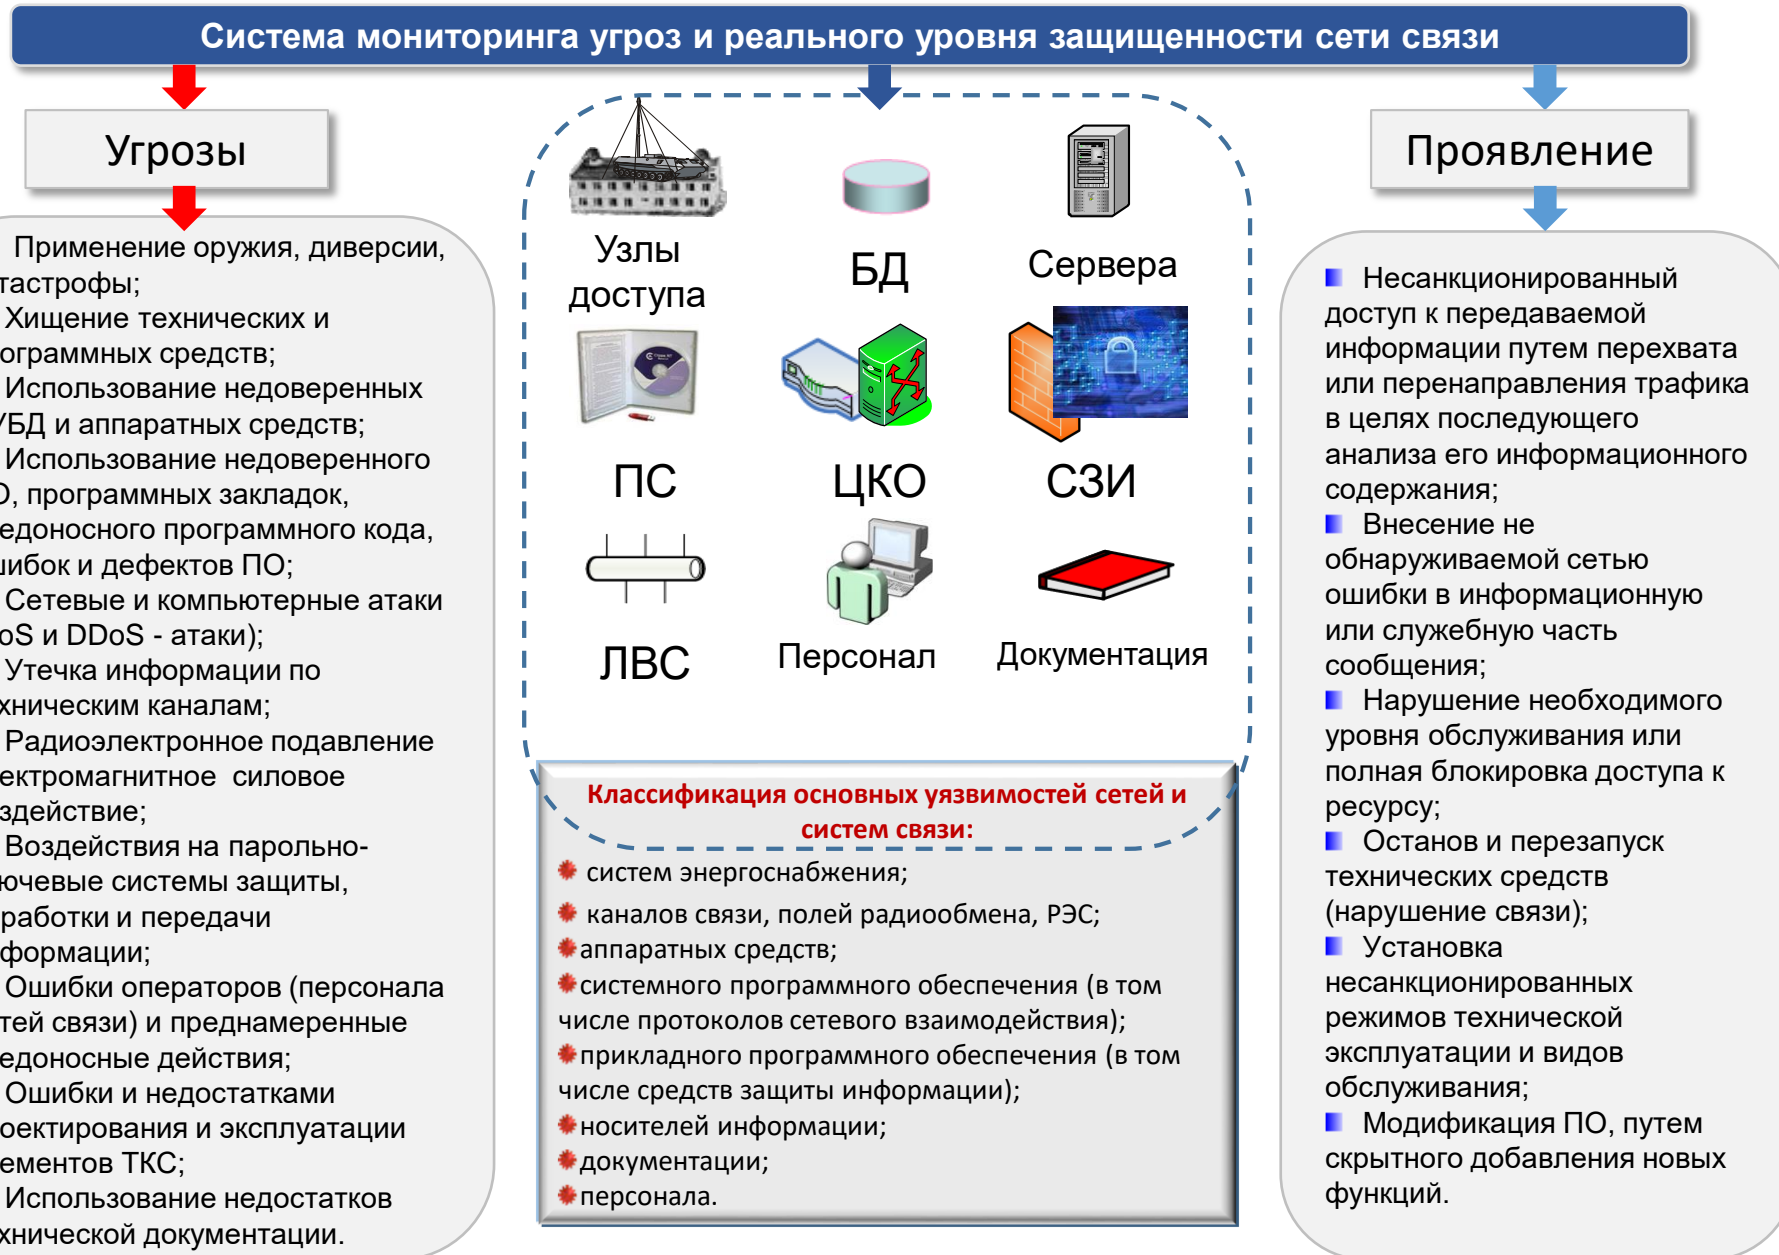 Система мониторинга угроз и реального уровня защищенности сети связи
Угрозы
Применение оружия, диверсии,
тастрофы;
Хищение технических и
ограммных средств;
Использование недоверенных
УБД и аппаратных средств;
Использование недоверенного
О, программных закладок,
едоносного программного кода,
шибок и дефектов ПО;
Сетевые и компьютерные атаки
oS и DDoS - атаки);
Утечка информации по
хническим каналам;
Радиоэлектронное подавление
ектромагнитное силовое
здействие;
Воздействия на парольно-
ючевые системы защиты,
работки и передачи
формации;
Ошибки операторов (персонала
тей связи) и преднамеренные
едоносные действия;
Ошибки и недостатками
оектирования и эксплуатации
ементов ТКС;
Использование недостатков
хнической документации.
Узлы
доступа
БД
Сервера
ПС
ЦКО
СЗИ
ЛВС
Персонал
Документация
Классификация основных уязвимостей сетей и
систем связи:
систем энергоснабжения;
каналов связи, полей радиообмена, РЭС;
аппаратных средств;
системного программного обеспечения (в том
числе протоколов сетевого взаимодействия);
прикладного программного обеспечения (в том
числе средств защиты информации);
носителей информации;
документации;
персонала.
Проявление
Несанкционированный
доступ к передаваемой
информации путем перехвата
или перенаправления трафика
в целях последующего
анализа его информационного
содержания;
Внесение не
обнаруживаемой сетью
ошибки в информационную
или служебную часть
сообщения;
Нарушение необходимого
уровня обслуживания или
полная блокировка доступа к
ресурсу;
Останов и перезапуск
технических средств
(нарушение связи);
Установка
несанкционированных
режимов технической
эксплуатации и видов
обслуживания;
Модификация ПО, путем
скрытного добавления новых
функций.